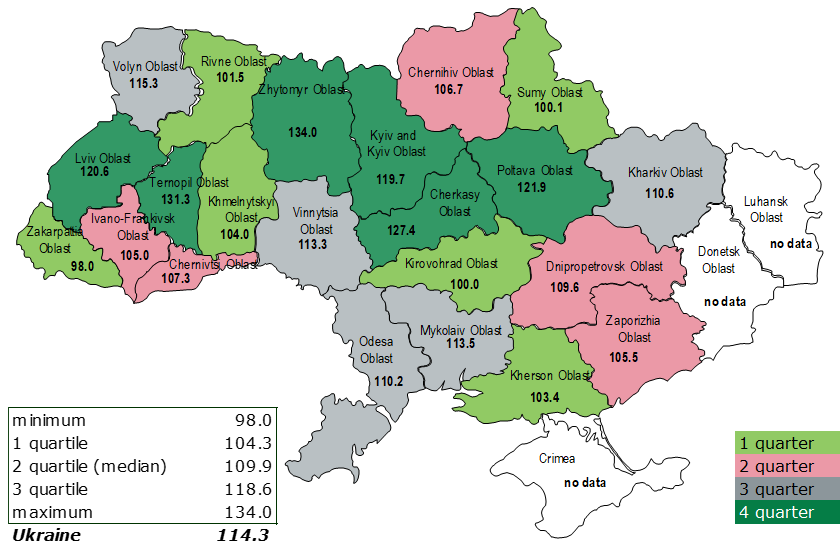 Volyn Oblast
115.3
Rivne Oblast
101.5
Zhytomyr Oblast
134.0
Kyiv and
Kyiv Oblast
119.7
Chernihiv Oblast
106.7
Sumy Oblast
100.1
Lviv Oblast
120.6
Ternopil Oblast
131.3
Khmelnytskyi
Oblast
104.0
Vinnytsia
Oblast
113.3
Cherkasy
Oblast
127.4
Poltava Oblast
121.9
Kharkiv Oblast
110.6
Luhansk
Oblast
no data
Donetsk
Oblast
no data
Zakarpattia
Oblast
98.0
Ivano-Frankivsk
Oblast
105.0
Chernivtsi Oblast
107.3
Kirovohrad Oblast
100.0
Dnipropetrovsk Oblast
109.6
Zaporizhia
Oblast
105.5
Odesa
Oblast
110.2
Mykolaiv Oblast
113.5
Kherson Oblast
103.4
Crimea
no data
minimum 98.0
1 quartile 104.3
2 quartile (median) 109.9
3 quartile 118.6
maximum 134.0
Ukraine 114.3
1 quarter
2 quarter
3 quarter
4 quarter